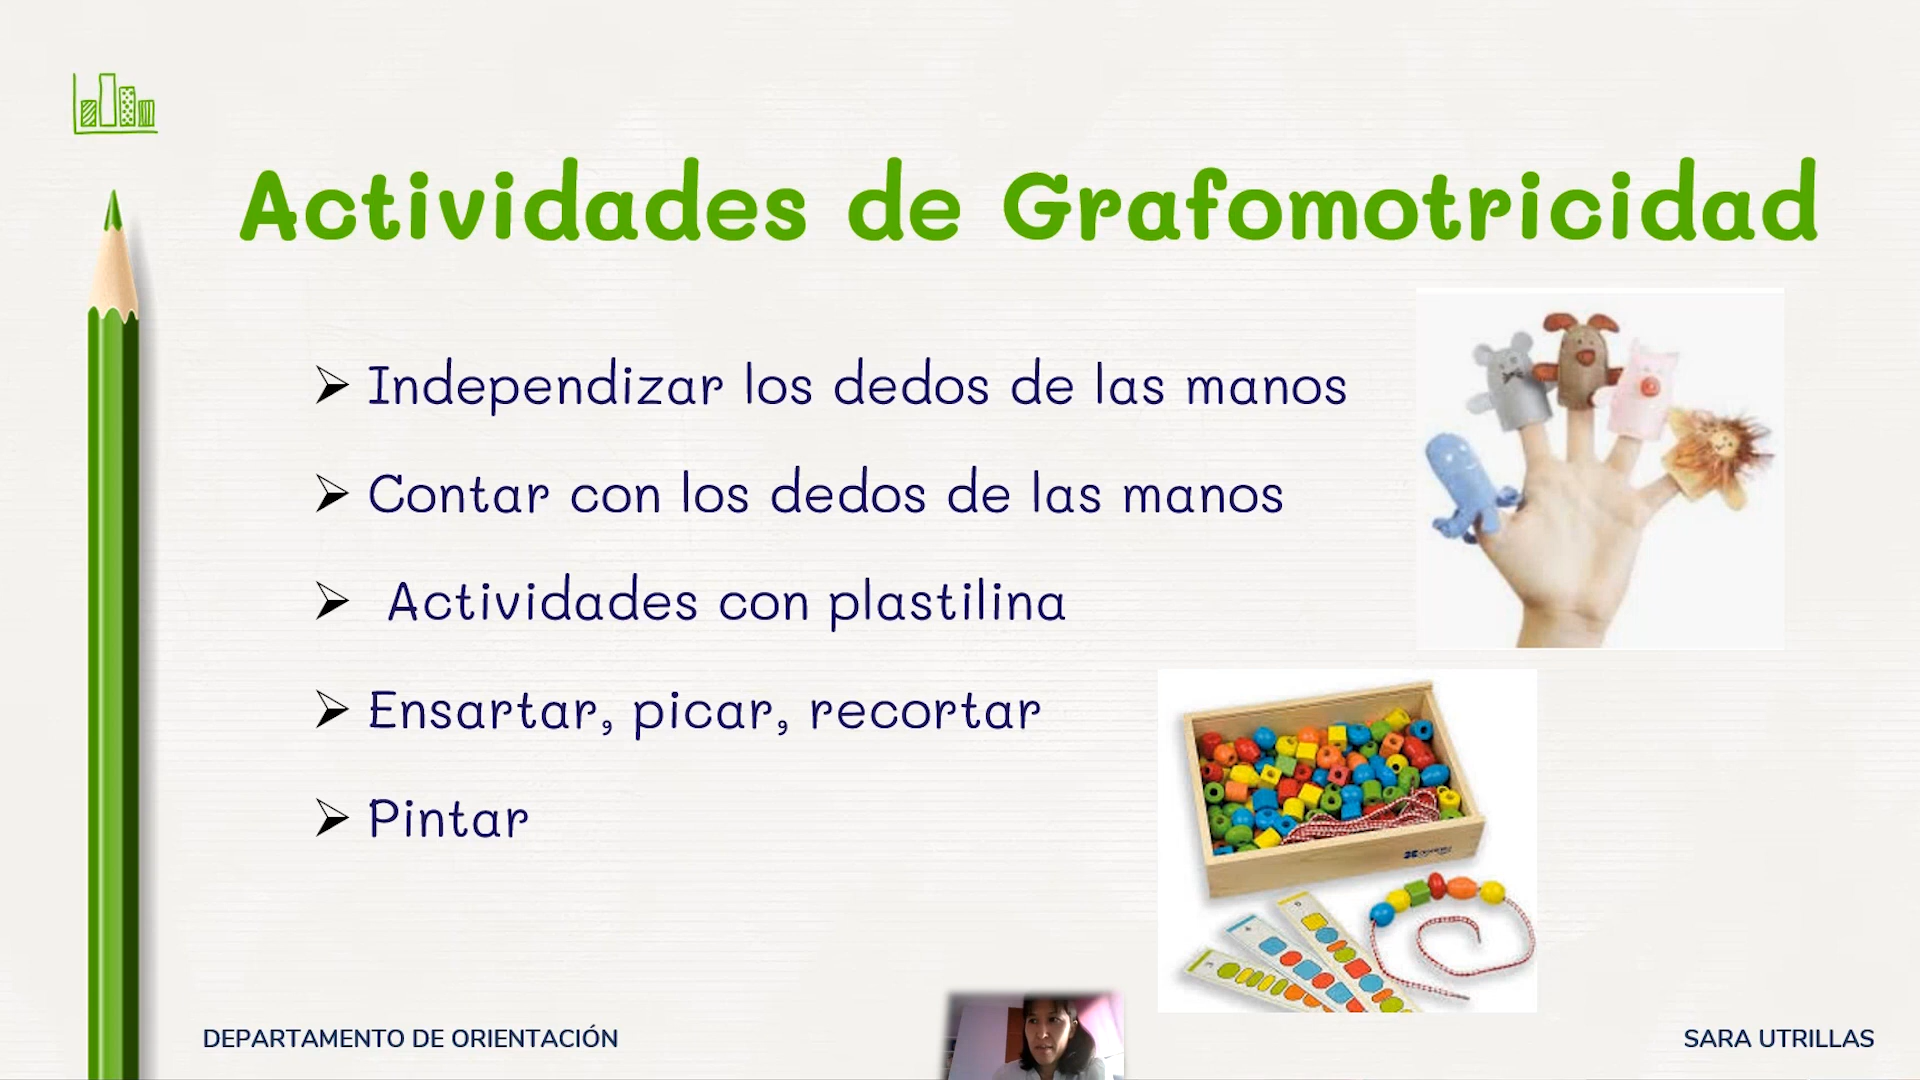 Actividades de Grafomotricidad
Independizar los dedos de las manos
Contar con los dedos de las manos
Actividades con plastilina
Ensartar, picar, recortar
Pintar
DEPARTAMENTO DE ORIENTACIÓN
SARA UTRILLAS